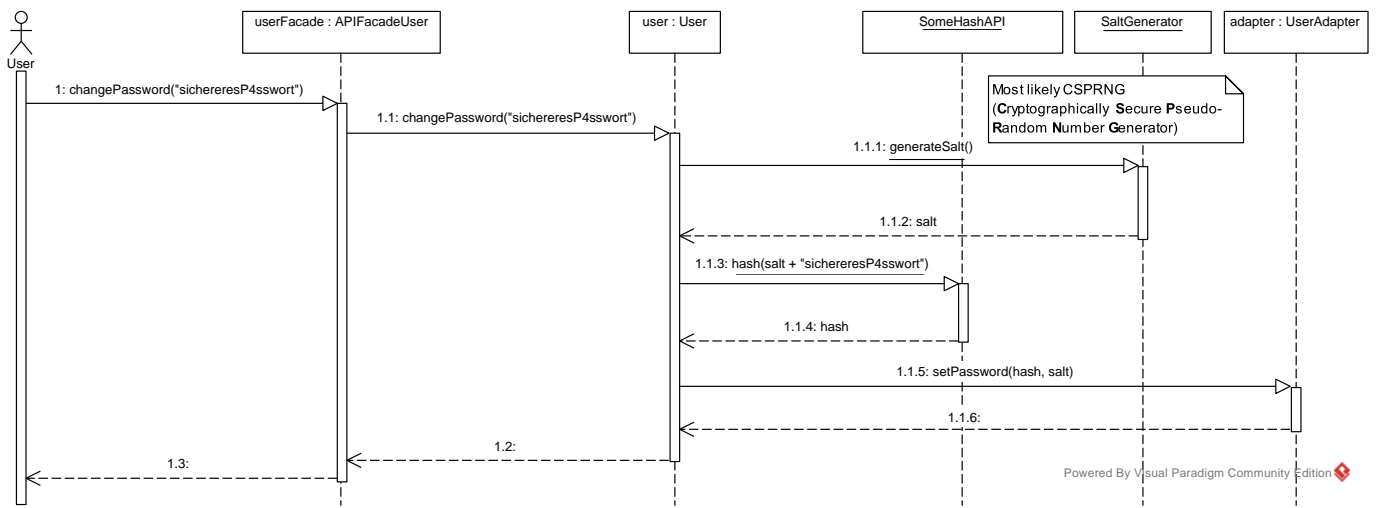 userFacade : APIFacadeUser
user : User
SomeHashAPI
SaltGenerator
adapter : UserAdapter
User
Most likely CSPRNG
(Cryptographically Secure Pseudo-
Random Number Generator)
1: changePassword("sichereresP4sswort")
1.1: changePassword("sichereresP4sswort")
1.1.1: generateSalt()
1.1.2: salt
1.1.3: hash(salt + "sichereresP4sswort")
1.1.4: hash
1.1.5: setPassword(hash, salt)
1.1.6:
1.2:
1.3:
Powered By Visual Paradigm Community Edition